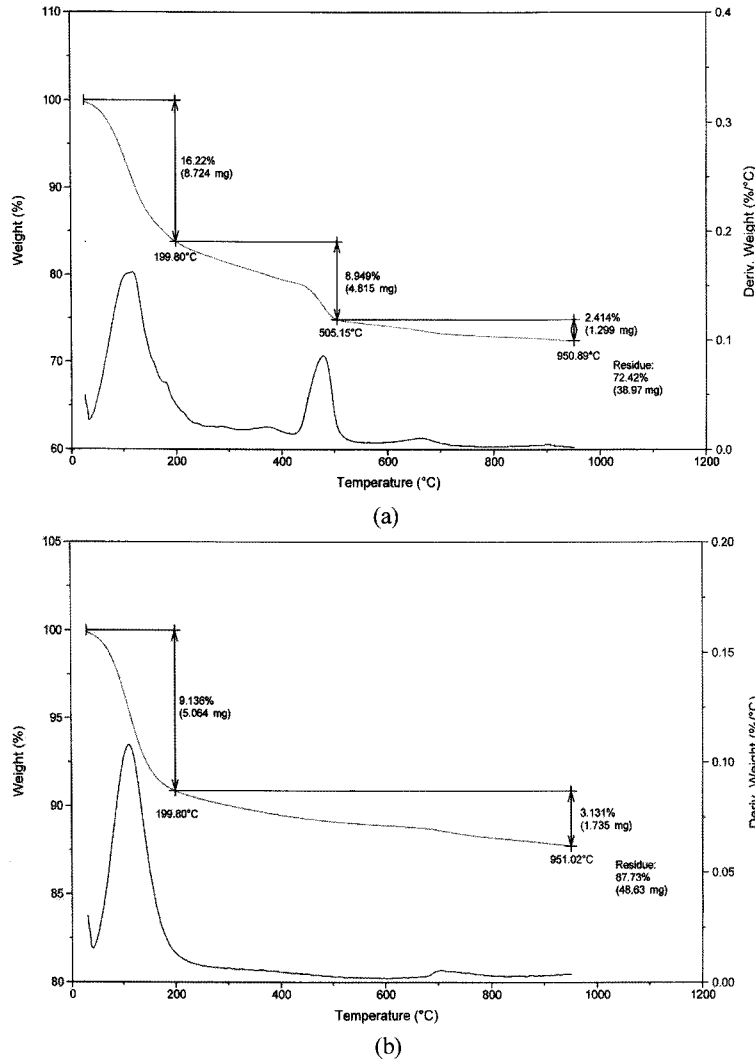 110
100
90
80
70
60
Weight (%)
0.4
0.3
0.2
0.1
0.0
Deriv. Weight (%/°C)
16.22%
(8.724 mg)
199.80°C
8.949%
(4.815 mg)
505.15°C
2.414%
(1.299 mg)
950.89°C
Residue:
72.42%
(38.97 mg)
0 200 400 600 800 1000 1200
Temperature (°C)
(a)
105
100
95
90
85
80
Weight (%)
0.20
0.15
0.10
0.05
0.00
Deriv. Weight (%/°C)
9.136%
(5.064 mg)
199.80°C
3.131%
(1.735 mg)
951.02°C
Residue:
87.73%
(48.63 mg)
0 200 400 600 800 1000 1200
Temperature (°C)
(b)